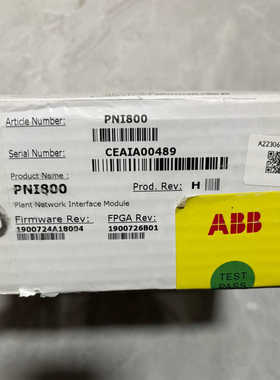 Article Number: PNI800
Serial Number: CEAIA00489
A22306
Product Name :
PNI800 Prod. Rev: H
Plant Network Interface Module
Firmware Rev: FPGA Rev:
1900724A18004 1900726B01
ABB
TEST
PASS